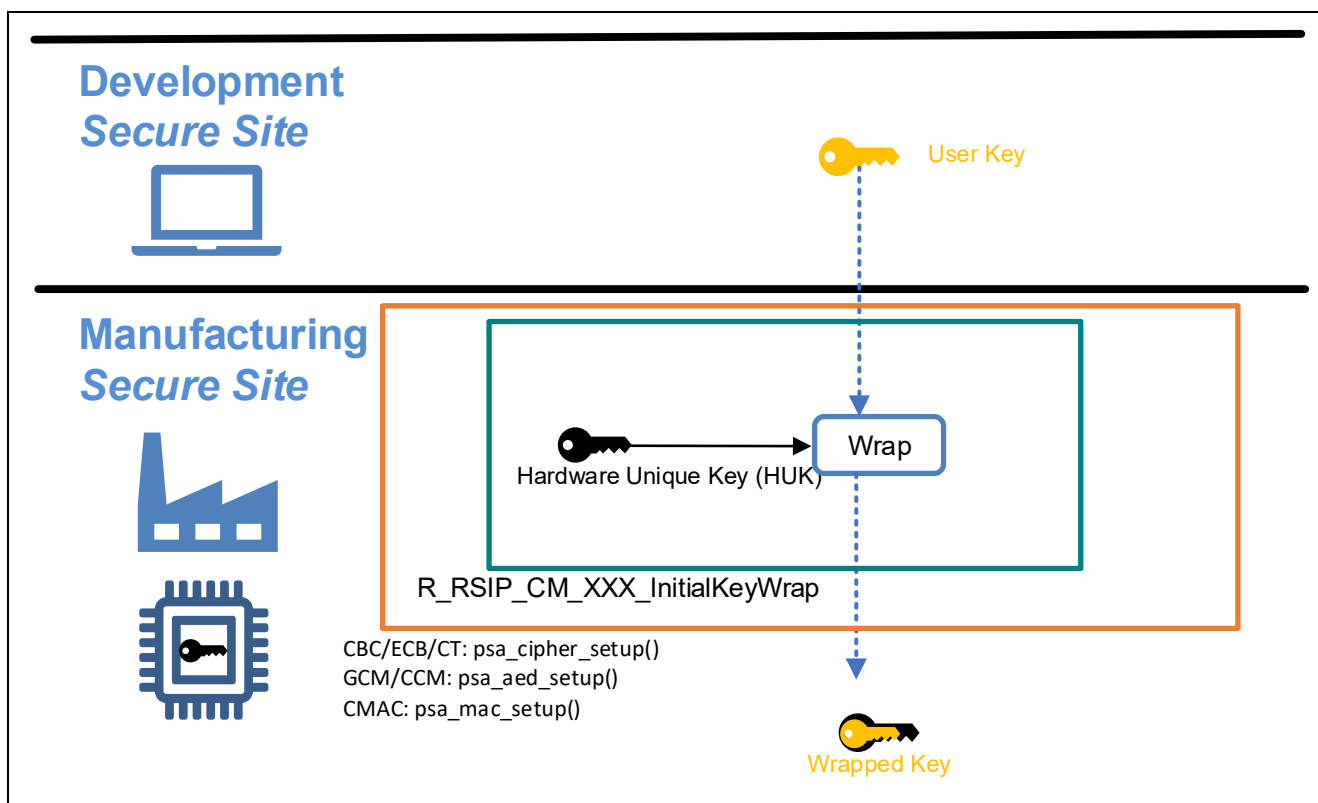 Development
Secure Site
User Key
Manufacturing
Secure Site
Wrap
Hardware Unique Key (HUK)
R_RSIP_CM_XXX_InitialKeyWrap
CBC/ECB/CT: psa_cipher_setup()
GCM/CCM: psa_aed_setup()
CMAC: psa_mac_setup()
Wrapped Key